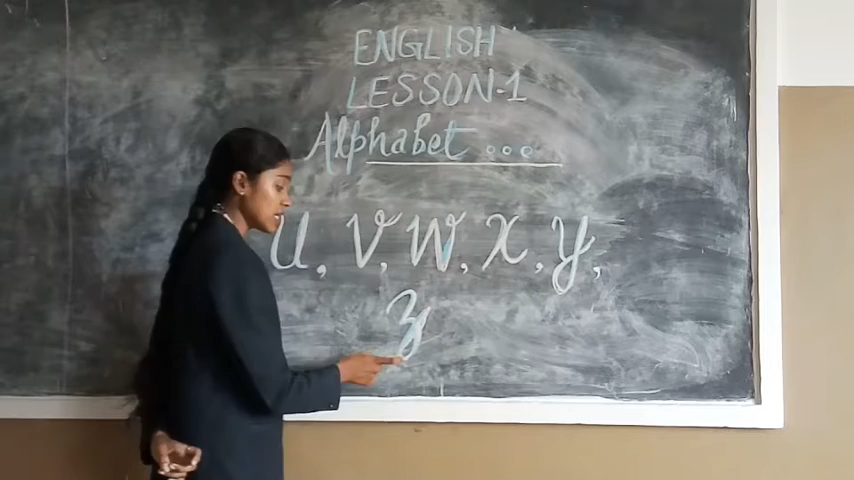 ENGLISH
LESSON-1
Alphabet ...
U, V, W, X, Y,
Z